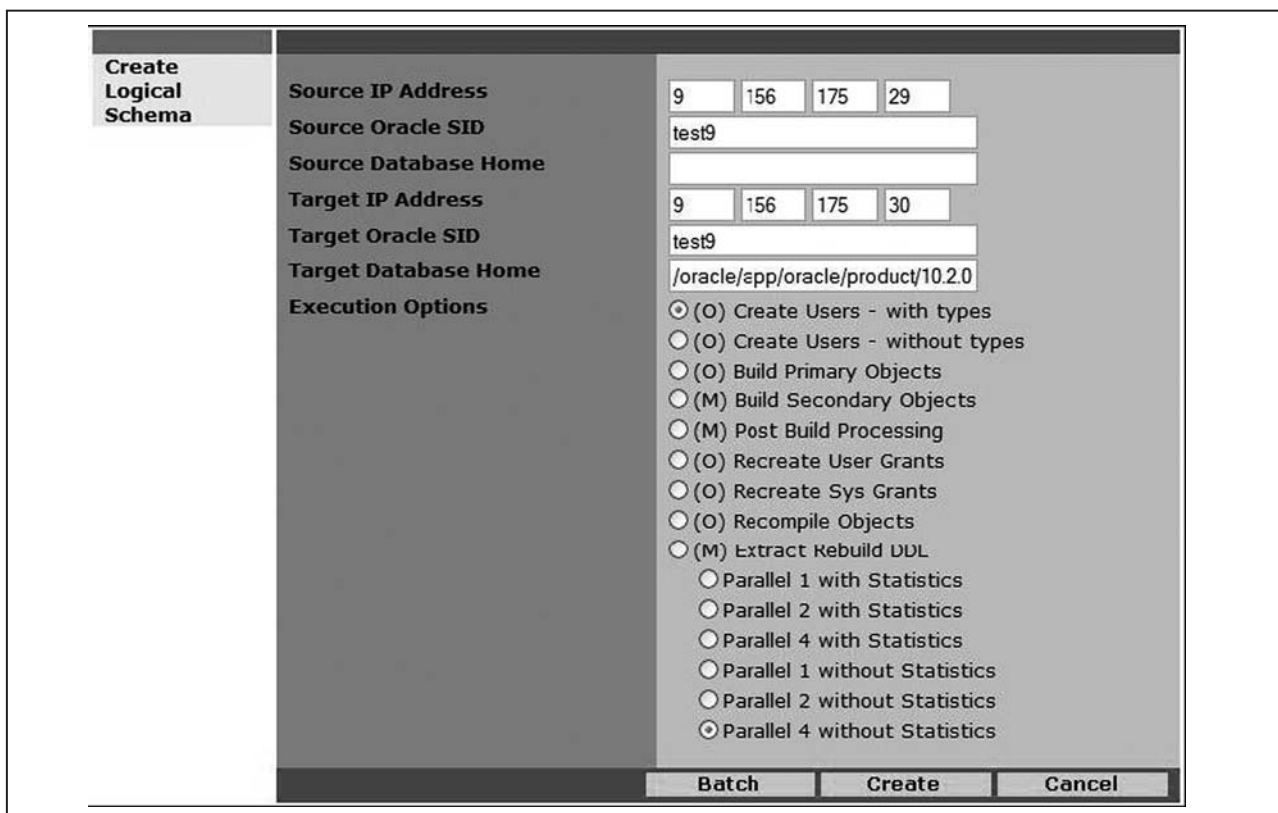 Create
Logical
Schema
Source IP Address 9 156 175 29
Source Oracle SID test9
Source Database Home
Target IP Address 9 156 175 30
Target Oracle SID test9
Target Database Home /oracle/app/oracle/product/10.2.0
Execution Options (O) Create Users - with types
(O) Create Users - without types
(O) Build Primary Objects
(M) Build Secondary Objects
(M) Post Build Processing
(O) Recreate User Grants
(O) Recreate Sys Grants
(O) Recompile Objects
(M) Extract Rebuild DDL
Parallel 1 with Statistics
Parallel 2 with Statistics
Parallel 4 with Statistics
Parallel 1 without Statistics
Parallel 2 without Statistics
Parallel 4 without Statistics
Batch Create Cancel